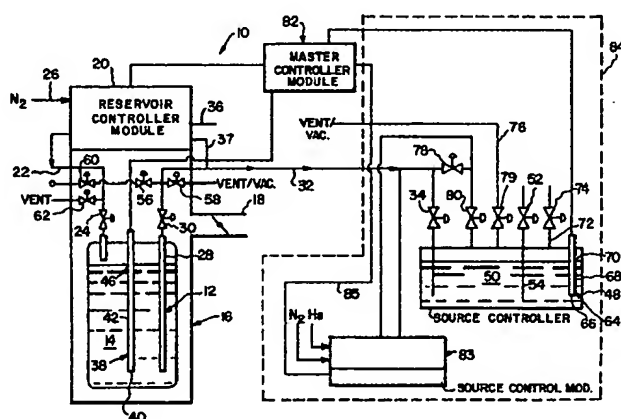 82
84
10
20
MASTER
CONTROLLER
MODULE
26
N2
RESERVOIR
CONTROLLER
MODULE
36
37
VENT/
VAC.
76
78
22
60
32
34
80
79
52
74
VENT
62
56
58
VENT/VAC.
18
24
30
28
72
46
12
85
50
70
68
48
54
42
16
64
66
SOURCE CONTROLLER
14
N2 He
83
38
40
SOURCE CONTROL MOD.